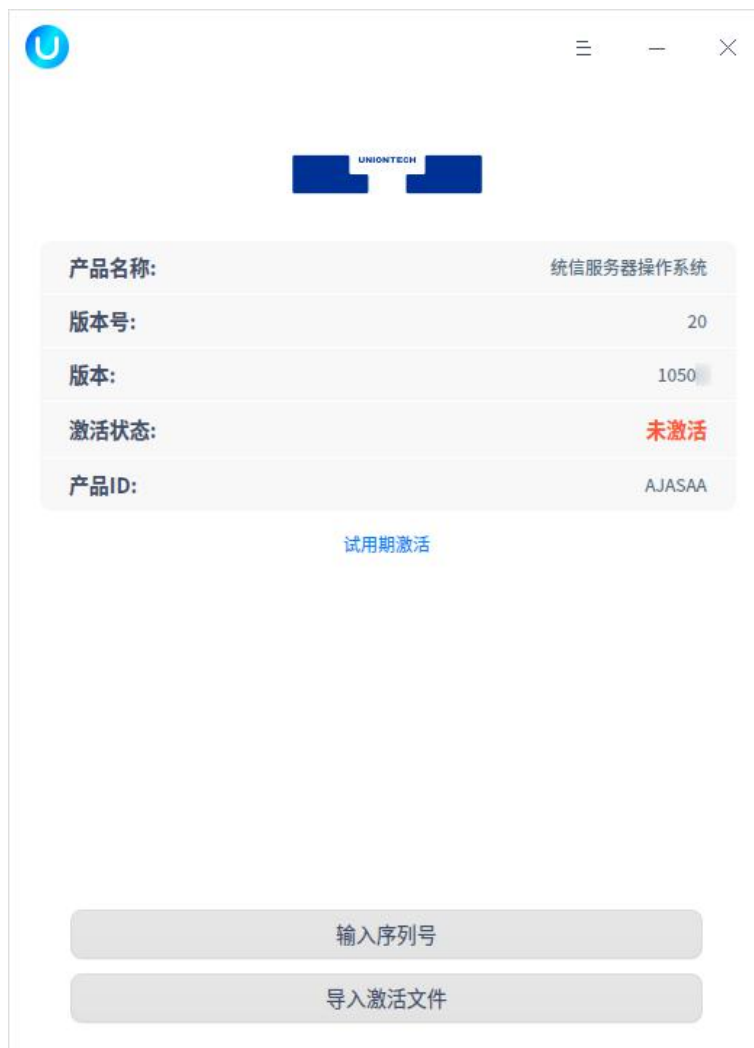 UNIONTECH
产品名称: 统信服务器操作系统
版本号: 20
版本: 1050
激活状态: 未激活
产品ID: AJASAA
试用期激活
输入序列号
导入激活文件